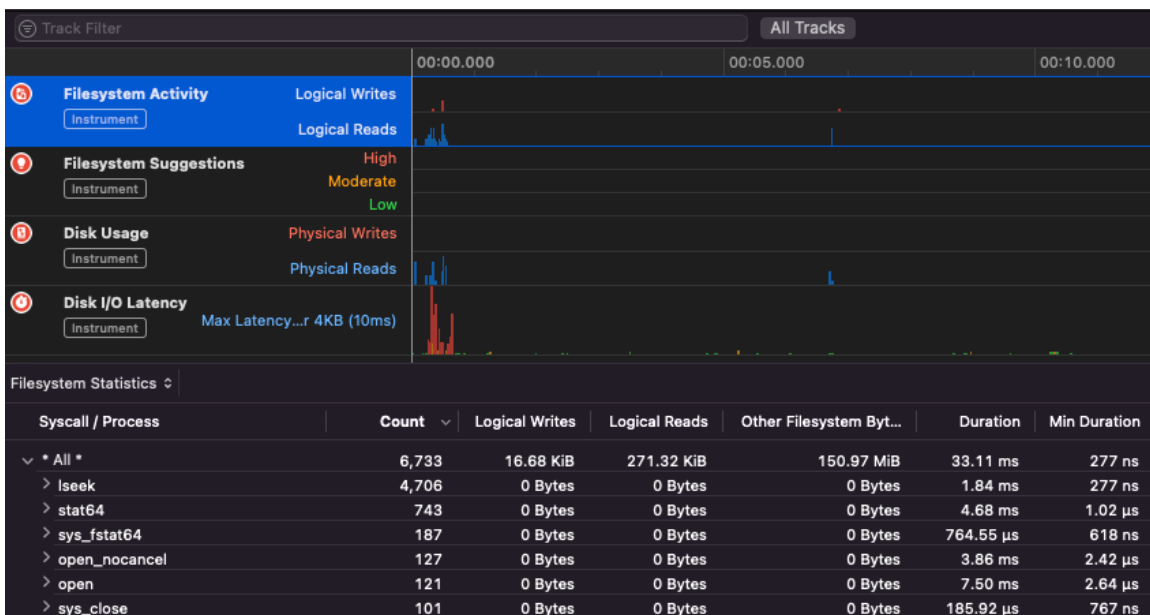 Track Filter All Tracks
00:00.000 00:05.000 00:10.000
Filesystem Activity Logical Writes
Instrument
Logical Reads
Filesystem Suggestions High
Instrument Moderate
Low
Disk Usage Physical Writes
Instrument
Physical Reads
Disk I/O Latency
Instrument Max Latency...r 4KB (10ms)
Filesystem Statistics
Syscall / Process Count Logical Writes Logical Reads Other Filesystem Byt... Duration Min Duration
* All * 6,733 16.68 KiB 271.32 KiB 150.97 MiB 33.11 ms 277 ns
lseek 4,706 0 Bytes 0 Bytes 0 Bytes 1.84 ms 277 ns
stat64 743 0 Bytes 0 Bytes 0 Bytes 4.68 ms 1.02 µs
sys_fstat64 187 0 Bytes 0 Bytes 0 Bytes 764.55 µs 618 ns
open_nocancel 127 0 Bytes 0 Bytes 0 Bytes 3.86 ms 2.42 µs
open 121 0 Bytes 0 Bytes 0 Bytes 7.50 ms 2.64 µs
sys_close 101 0 Bytes 0 Bytes 0 Bytes 185.92 µs 767 ns